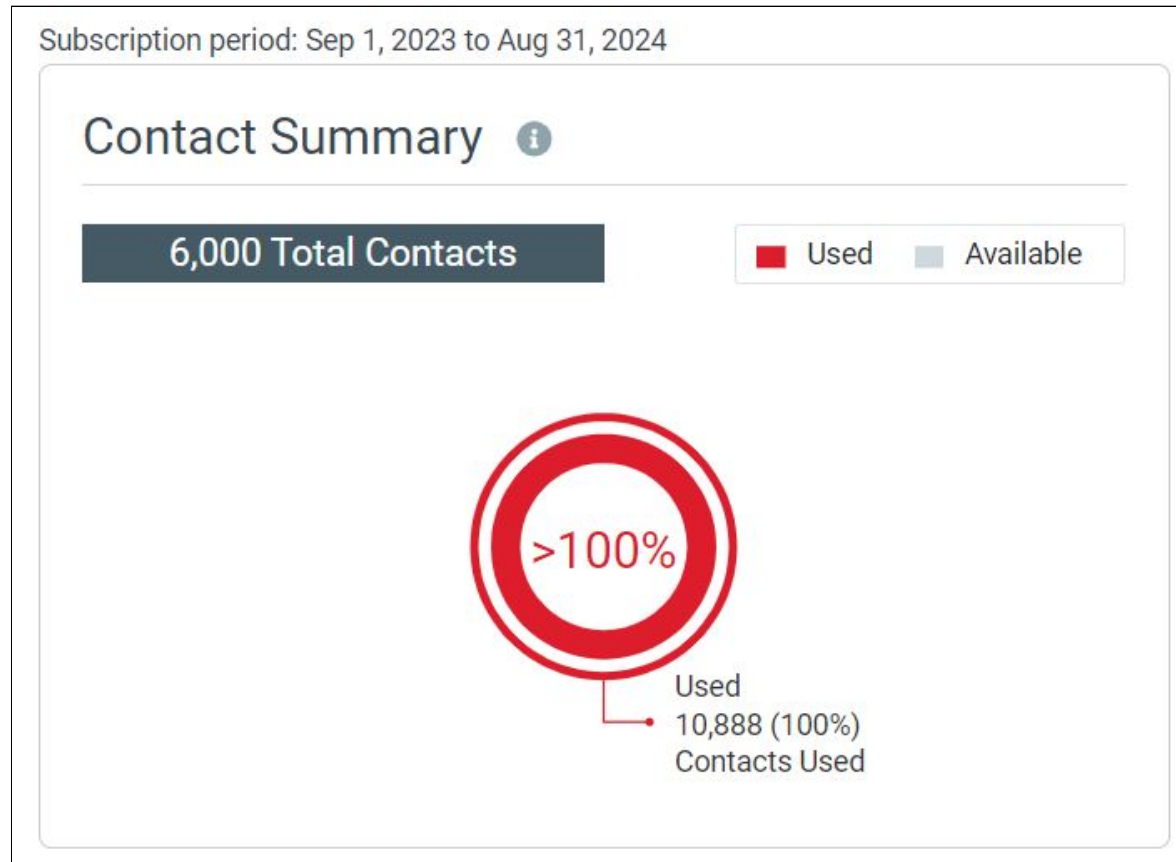 Subscription period: Sep 1, 2023 to Aug 31, 2024
Contact Summary i
6,000 Total Contacts
Used Available
>100%
Used
10,888 (100%)
Contacts Used